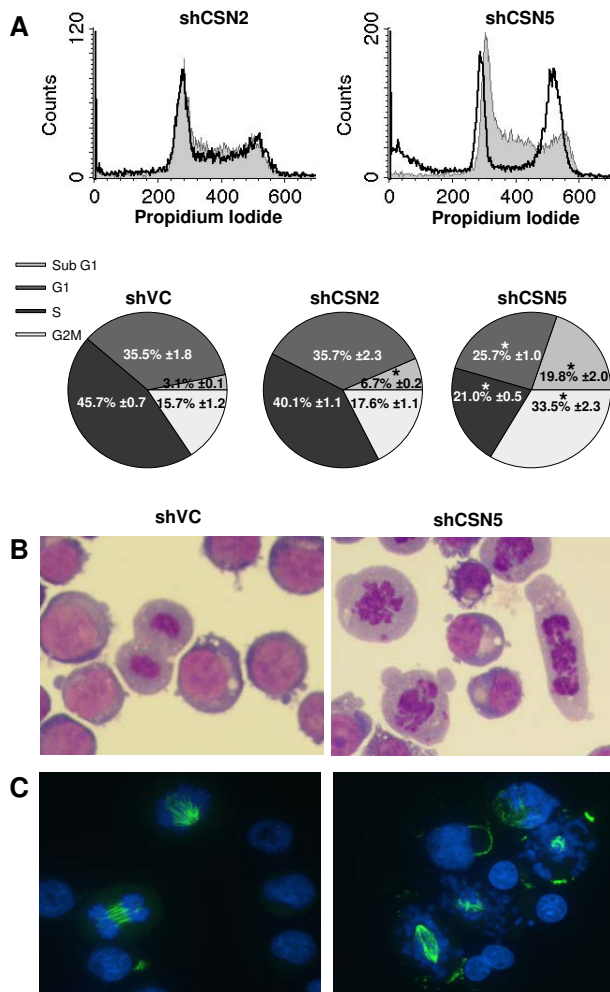 A
shCSN2
shCSN5
120
Counts
0
0 200 400 600
Propidium Iodide
200
Counts
0
0 200 400 600
Propidium Iodide
Sub G1
G1
S
G2M
shVC
35.5% ±1.8
3.1% ±0.1
45.7% ±0.7
15.7% ±1.2
shCSN2
35.7% ±2.3
*
6.7% ±0.2
40.1% ±1.1
17.6% ±1.1
shCSN5
*
25.7% ±1.0
*
19.8% ±2.0
*
21.0% ±0.5
*
33.5% ±2.3
shVC
shCSN5
B
C